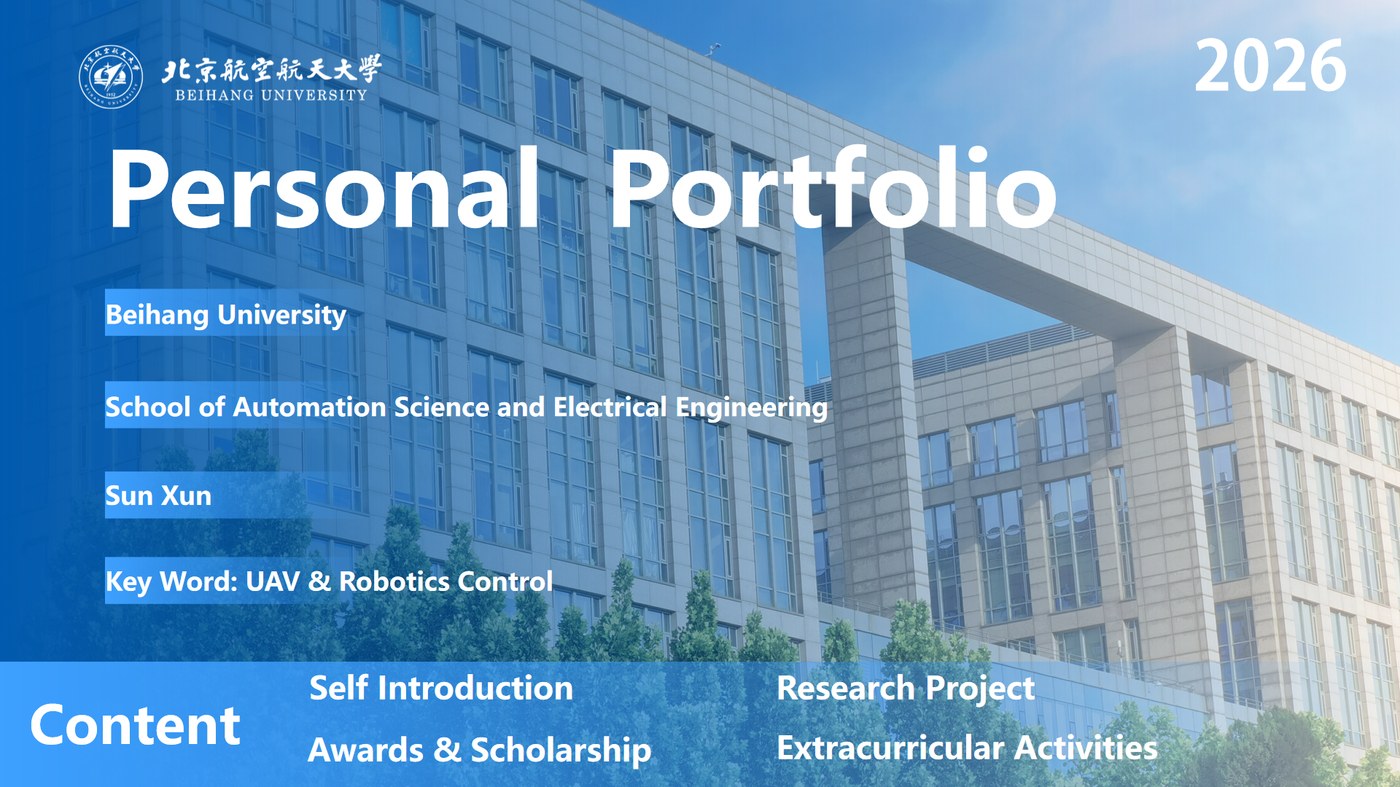 北京航空航天大學
BEIHANG UNIVERSITY
2026
Personal Portfolio
Beihang University
School of Automation Science and Electrical Engineering
Sun Xun
Key Word: UAV & Robotics Control
Content
Self Introduction
Research Project
Awards & Scholarship
Extracurricular Activities